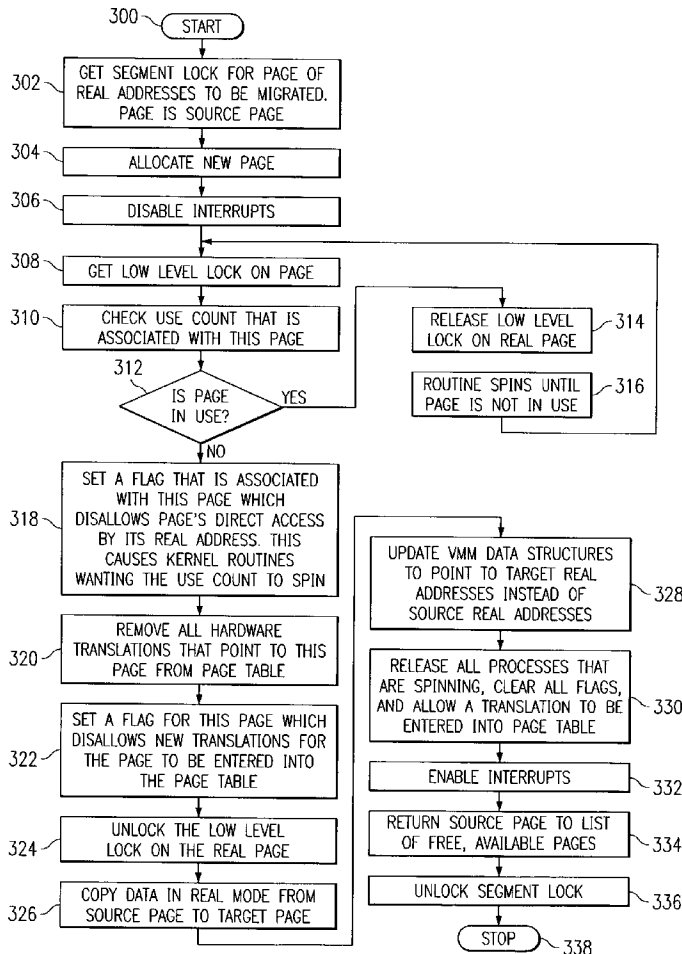 300
START
302
GET SEGMENT LOCK FOR PAGE OF
REAL ADDRESSES TO BE MIGRATED.
PAGE IS SOURCE PAGE
304
ALLOCATE NEW PAGE
306
DISABLE INTERRUPTS
308
GET LOW LEVEL LOCK ON PAGE
310
CHECK USE COUNT THAT IS
ASSOCIATED WITH THIS PAGE
312
IS PAGE
IN USE?
YES
NO
RELEASE LOW LEVEL
LOCK ON REAL PAGE
314
ROUTINE SPINS UNTIL
PAGE IS NOT IN USE
316
318
SET A FLAG THAT IS ASSOCIATED
WITH THIS PAGE WHICH
DISALLOWS PAGE'S DIRECT ACCESS
BY ITS REAL ADDRESS. THIS
CAUSES KERNEL ROUTINES
WANTING THE USE COUNT TO SPIN
320
REMOVE ALL HARDWARE
TRANSLATIONS THAT POINT TO THIS
PAGE FROM PAGE TABLE
322
SET A FLAG FOR THIS PAGE WHICH
DISALLOWS NEW TRANSLATIONS FOR
THE PAGE TO BE ENTERED INTO
THE PAGE TABLE
324
UNLOCK THE LOW LEVEL
LOCK ON THE REAL PAGE
326
COPY DATA IN REAL MODE FROM
SOURCE PAGE TO TARGET PAGE
UPDATE VMM DATA STRUCTURES
TO POINT TO TARGET REAL
ADDRESSES INSTEAD OF
SOURCE REAL ADDRESSES
328
RELEASE ALL PROCESSES THAT
ARE SPINNING, CLEAR ALL FLAGS,
AND ALLOW A TRANSLATION TO BE
ENTERED INTO PAGE TABLE
330
ENABLE INTERRUPTS
332
RETURN SOURCE PAGE TO LIST
OF FREE, AVAILABLE PAGES
334
UNLOCK SEGMENT LOCK
336
STOP
338